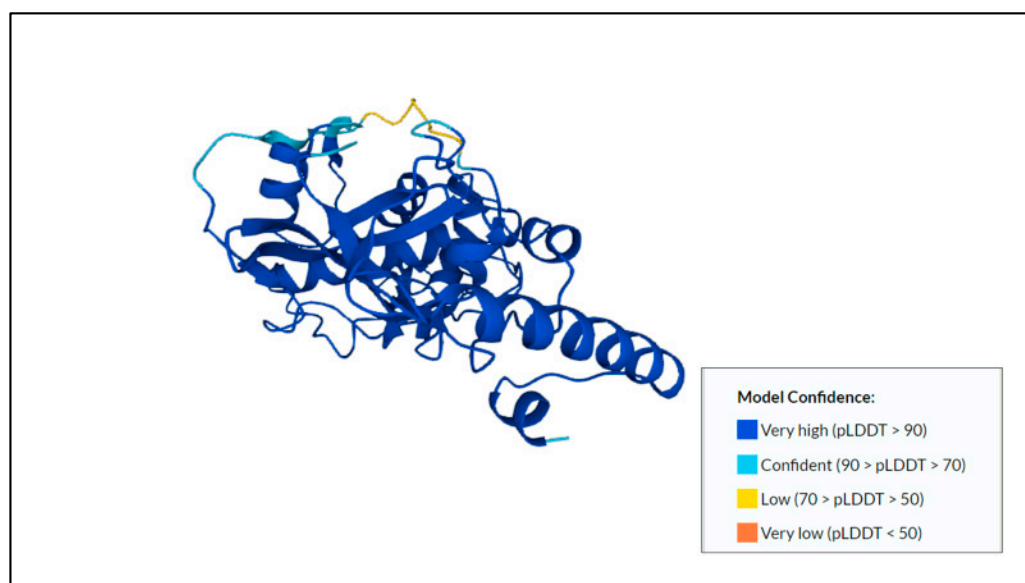 Model Confidence:
Very high (pLDDT > 90)
Confident (90 > pLDDT > 70)
Low (70 > pLDDT > 50)
Very low (pLDDT < 50)